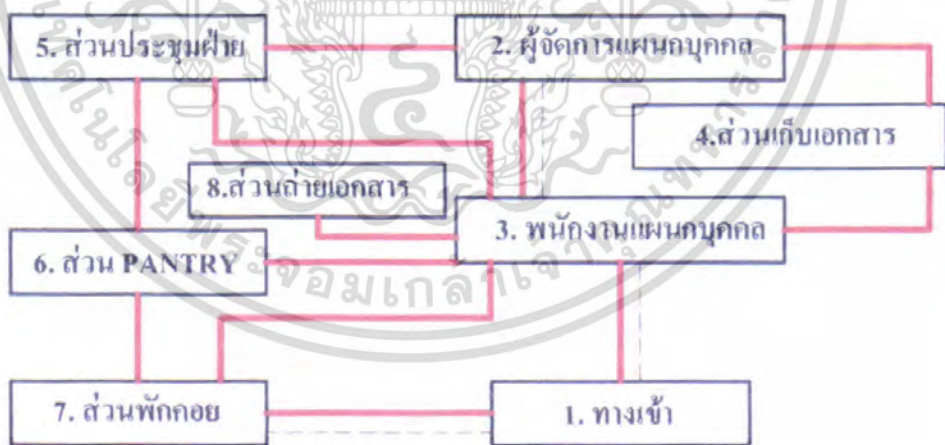 5. ส่วนประชุมฝ่าย
2. ผู้จัดการแผนกบุคคล
4.ส่วนเก็บเอกสาร
8.ส่วนถ่ายเอกสาร
3. พนักงานแผนกบุคคล
6. ส่วน PANTRY
7. ส่วนพักคอย
1. ทางเข้า